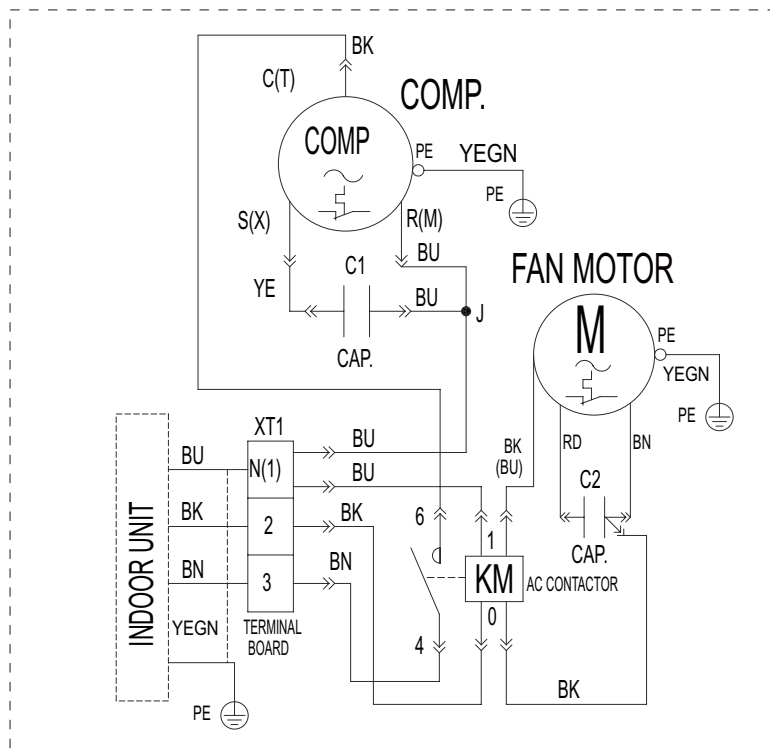 BK
C(T)
COMP.
COMP
PE
YEGN
PE
S(X)
R(M)
BU
C1
YE
BU
J
CAP.
FAN MOTOR
M
PE
YEGN
PE
XT1
BU
BU
N(1)
BU
BK
(BU)
RD
BN
C2
BK
2
BK
6
1
CAP.
INDOOR UNIT
BN
3
BN
KM
AC CONTACTOR
YEGN
TERMINAL
BOARD
4
0
BK
PE